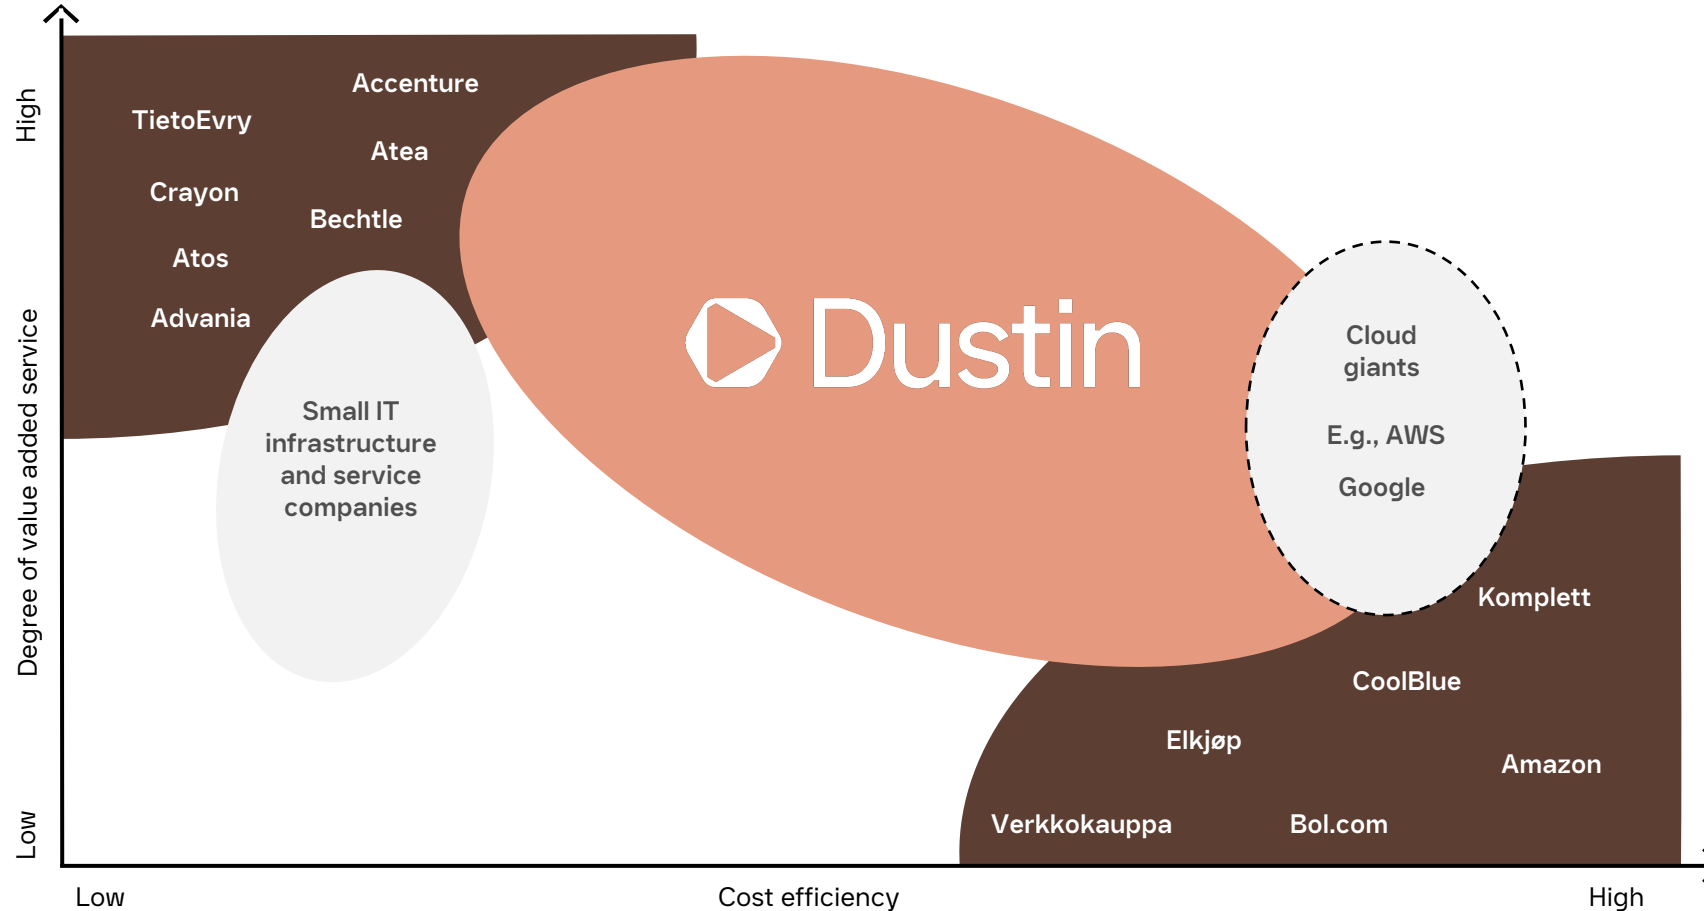 High
Degree of value added service
Low
Accenture
TietoEvry
Atea
Crayon
Bechtle
Atos
Advania
Small IT
infrastructure
and service
companies
Dustin
Cloud
giants
E.g., AWS
Google
Komplett
CoolBlue
Elkjøp
Amazon
Verkkokauppa
Bol.com
Low
Cost efficiency
High